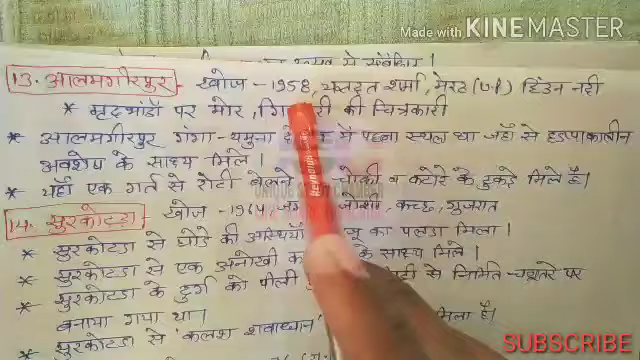 Made with KINEMASTER
13. आलमगीरपुर खोज - 1958, यज्ञदत्त शर्मा, मेरठ (U.P) हिंडन नदी
* मृदभांडों पर मोर, की चित्रकारी
* आलमगीरपुर गंगा-यमुना में पहला स्थल था जहाँ से हड़प्पाकालीन
अवशेष के साक्ष्य मिले।
* यहाँ एक गर्त से रोटी बेलने चौकी व कटोरे के टुकड़े मिले हैं।
14. सुरकोटडा खोज - 1964 जोशी, कच्छ, गुजरात
* सुरकोटडा से घोडे की अस्थियाँ का पलडा मिला।
* सुरकोटडा से एक अनोखी के साक्ष्य मिले।
* सुरकोटडा के दुर्ग को पीली से निर्मित चबूतरे पर
बनाया गया था।
* सुरकोटडा से 'कलश शवाधान' मिला है।
SUBSCRIBE